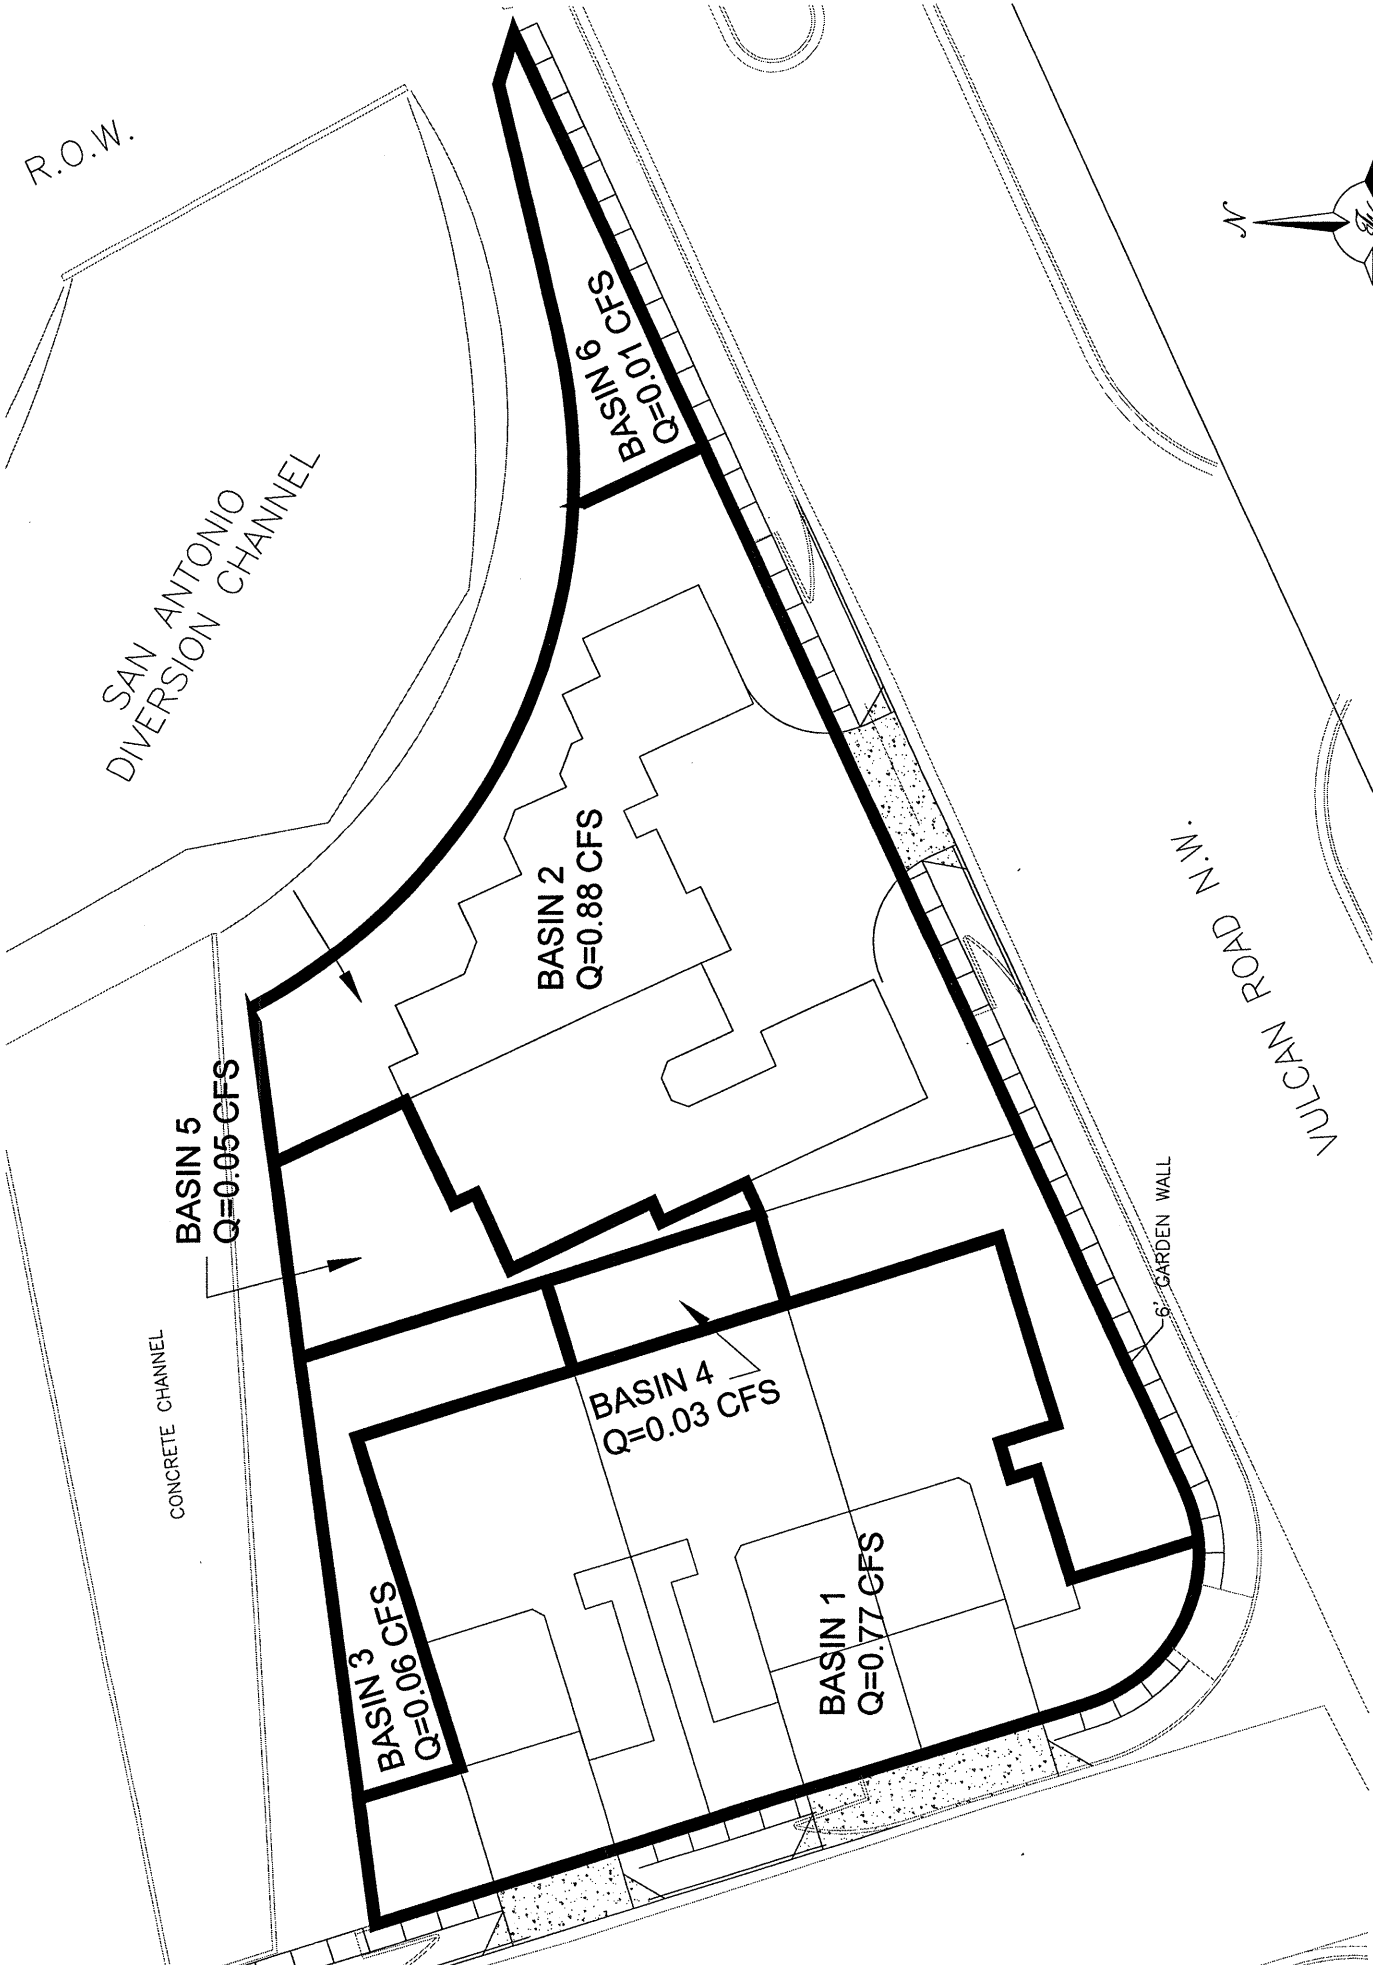 R.O.W.
SAN ANTONIO
DIVERSION CHANNEL
N
BASIN 6
Q=0.01 CFS
BASIN 2
Q=0.88 CFS
BASIN 5
Q=0.05 CFS
VULCAN ROAD N.W.
6' GARDEN WALL
CONCRETE CHANNEL
BASIN 4
Q=0.03 CFS
BASIN 3
Q=0.06 CFS
BASIN 1
Q=0.77 CFS